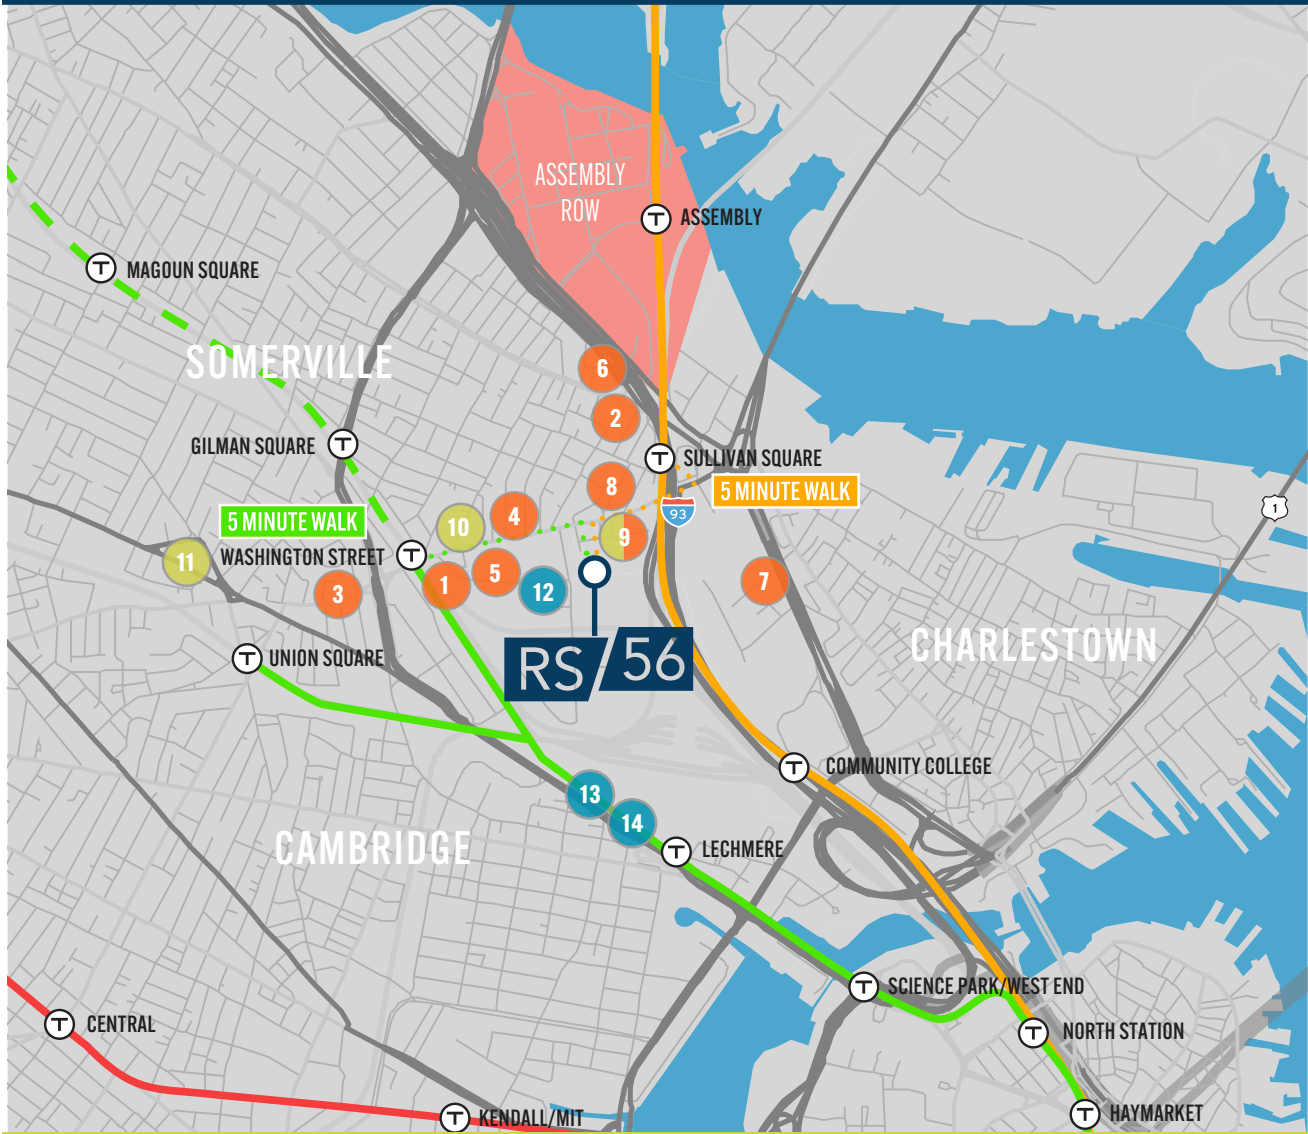 ASSEMBLY
ROW
T ASSEMBLY
T MAGOUN SQUARE
SOMERVILLE
6
2
GILMAN SQUARE T
T SULLIVAN SQUARE
8
5 MINUTE WALK
93
1
5 MINUTE WALK
10
4
9
11
WASHINGTON STREET T
3
1
5
12
7
RS/56
CHARLESTOWN
T UNION SQUARE
T COMMUNITY COLLEGE
13
14
CAMBRIDGE
T LECHMERE
T SCIENCE PARK/WEST END
T CENTRAL
T NORTH STATION
T KENDALL/MIT
T HAYMARKET